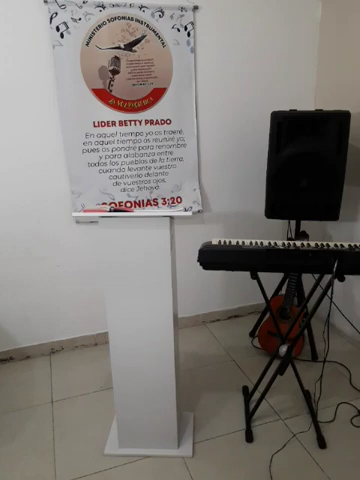 MINISTERIO SOFONIAS INSTRUMENTAL
LIDER BETTY PRADO
En aquel tiempo yo os traeré,
en aquel tiempo os reuniré yo;
pues os pondré para renombre
y para alabanza entre
todos los pueblos de la tierra,
cuando levante vuestro
cautiverio delante
de vuestros ojos,
dice Jehová.
SOFONIAS 3:20